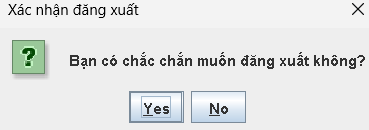 Xác nhận đăng xuất
Bạn có chắc chắn muốn đăng xuất không?
Yes No